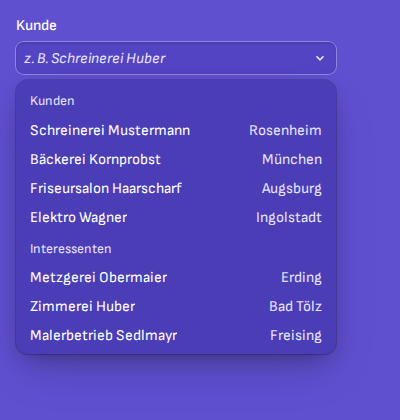 Kunde
z. B. Schreinerei Huber
Kunden
Schreinerei Mustermann Rosenheim
Bäckerei Kornprobst München
Friseursalon Haarscharf Augsburg
Elektro Wagner Ingolstadt
Interessenten
Metzgerei Obermaier Erding
Zimmerei Huber Bad Tölz
Malerbetrieb Sedlmayr Freising